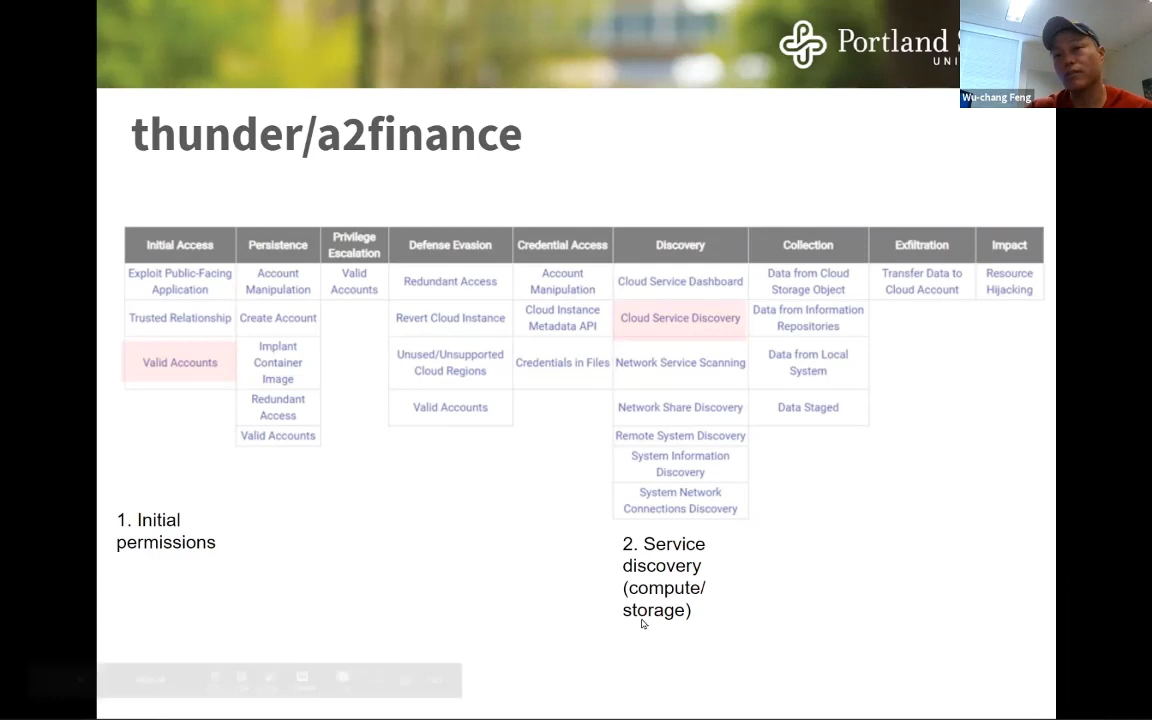 Portland S
UNI
Wu-chang Feng
thunder/a2finance
Initial Access
Persistence
Privilege
Escalation
Defense Evasion
Credential Access
Discovery
Collection
Exfiltration
Impact
Exploit Public-Facing
Application
Account
Manipulation
Valid
Accounts
Redundant Access
Account
Manipulation
Cloud Service Dashboard
Data from Cloud
Storage Object
Transfer Data to
Cloud Account
Resource
Hijacking
Trusted Relationship
Create Account
Revert Cloud Instance
Cloud Instance
Metadata API
Cloud Service Discovery
Data from Information
Repositories
Valid Accounts
Implant
Container
Image
Unused/Unsupported
Cloud Regions
Credentials in Files
Network Service Scanning
Data from Local
System
Redundant
Access
Valid Accounts
Network Share Discovery
Data Staged
Valid Accounts
Remote System Discovery
System Information
Discovery
System Network
Connections Discovery
1. Initial
permissions
2. Service
discovery
(compute/
storage)